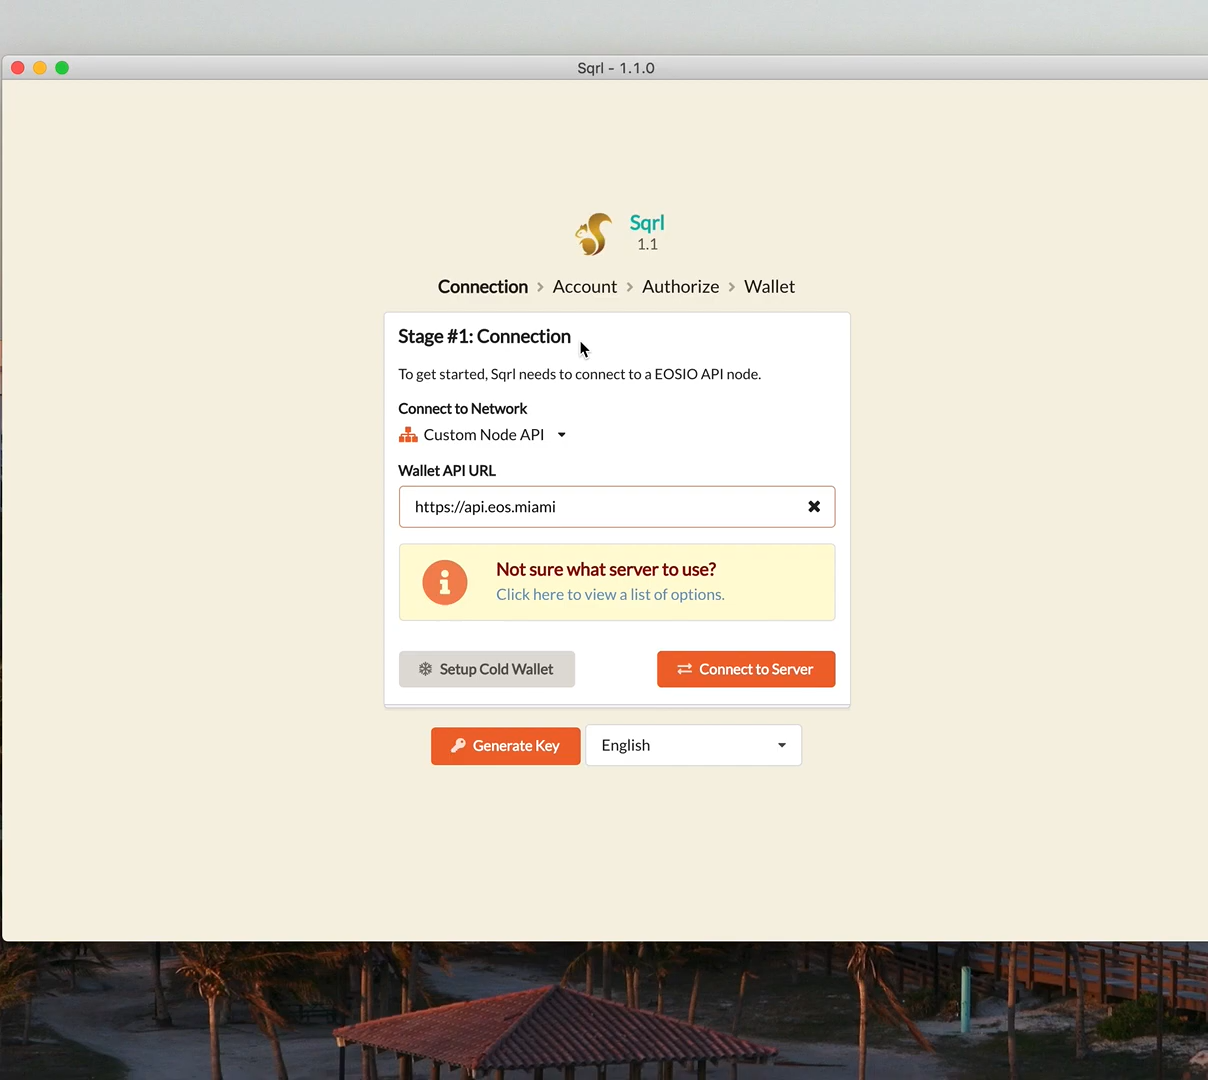 Sqrl - 1.1.0
Sqrl
1.1
Connection > Account > Authorize > Wallet
Stage #1: Connection
To get started, Sqrl needs to connect to a EOSIO API node.
Connect to Network
Custom Node API
Wallet API URL
https://api.eos.miami
Not sure what server to use?
Click here to view a list of options.
Setup Cold Wallet
Connect to Server
Generate Key
English